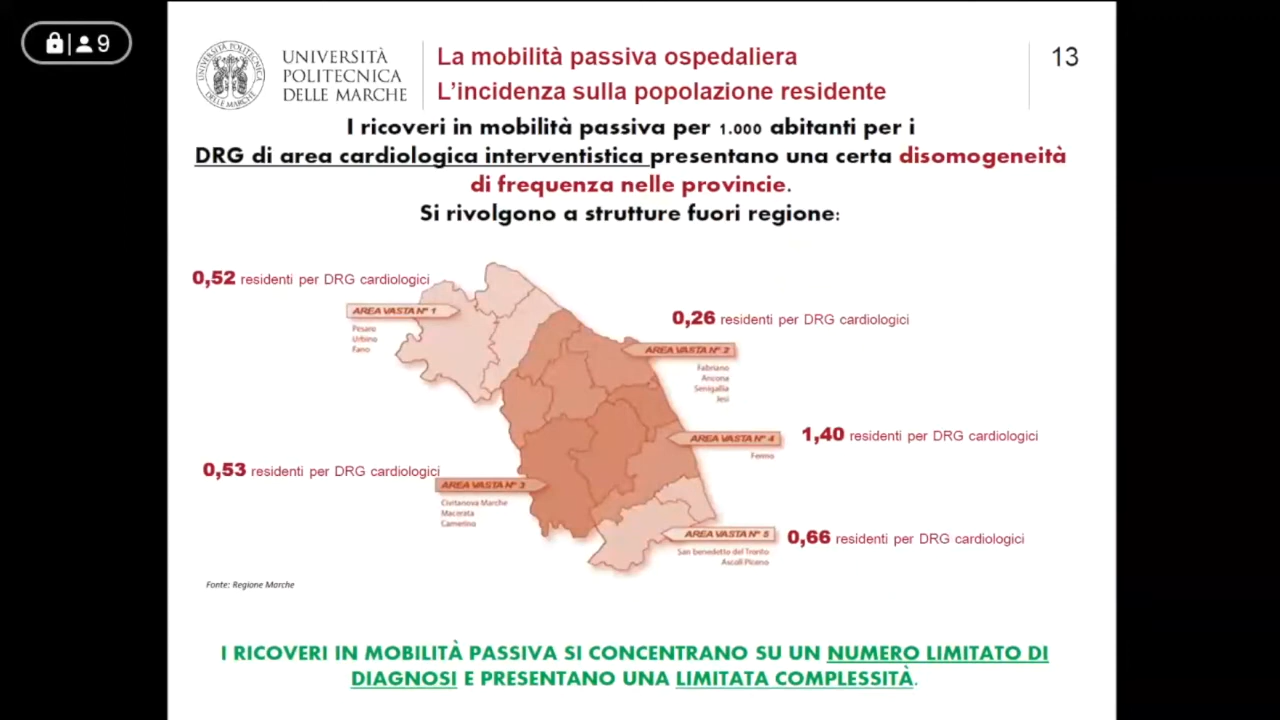 9
UNIVERSITÀ
POLITECNICA
DELLE MARCHE
La mobilità passiva ospedaliera
L'incidenza sulla popolazione residente
13
I ricoveri in mobilità passiva per 1.000 abitanti per i
DRG di area cardiologica interventistica presentano una certa disomogeneità
di frequenza nelle provincie.
Si rivolgono a strutture fuori regione:
0,52 residenti per DRG cardiologici
AREA VASTA N° 1
Pesaro
Urbino
Fano
0,26 residenti per DRG cardiologici
AREA VASTA N° 2
Fabriano
Ancona
Senigallia
Jesi
1,40 residenti per DRG cardiologici
AREA VASTA N° 4
Fermo
0,53 residenti per DRG cardiologici
AREA VASTA N° 3
Civitanova Marche
Macerata
Camerino
0,66 residenti per DRG cardiologici
AREA VASTA N° 5
San benedetto del Tronto
Ascoli Piceno
Fonte: Regione Marche
I RICOVERI IN MOBILITÀ PASSIVA SI CONCENTRANO SU UN NUMERO LIMITATO DI
DIAGNOSI E PRESENTANO UNA LIMITATA COMPLESSITÀ.